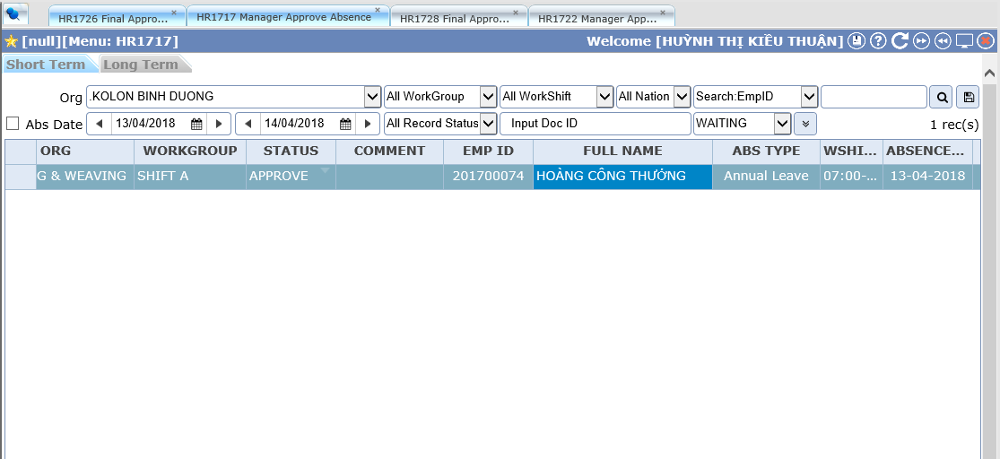 HR1726 Final Appro... HR1717 Manager Approve Absence HR1728 Final Appro... HR1722 Manager App...
[null][Menu: HR1717] Welcome [HUỲNH THỊ KIỀU THUẬN]
Short Term Long Term
Org .KOLON BINH DUONG All WorkGroup All WorkShift All Nation Search:EmpID
Abs Date 13/04/2018 14/04/2018 All Record Status Input Doc ID WAITING 1 rec(s)
ORG WORKGROUP STATUS COMMENT EMP ID FULL NAME ABS TYPE WSHI... ABSENCE...
G & WEAVING SHIFT A APPROVE 201700074 HOÀNG CÔNG THƯỞNG Annual Leave 07:00-... 13-04-2018